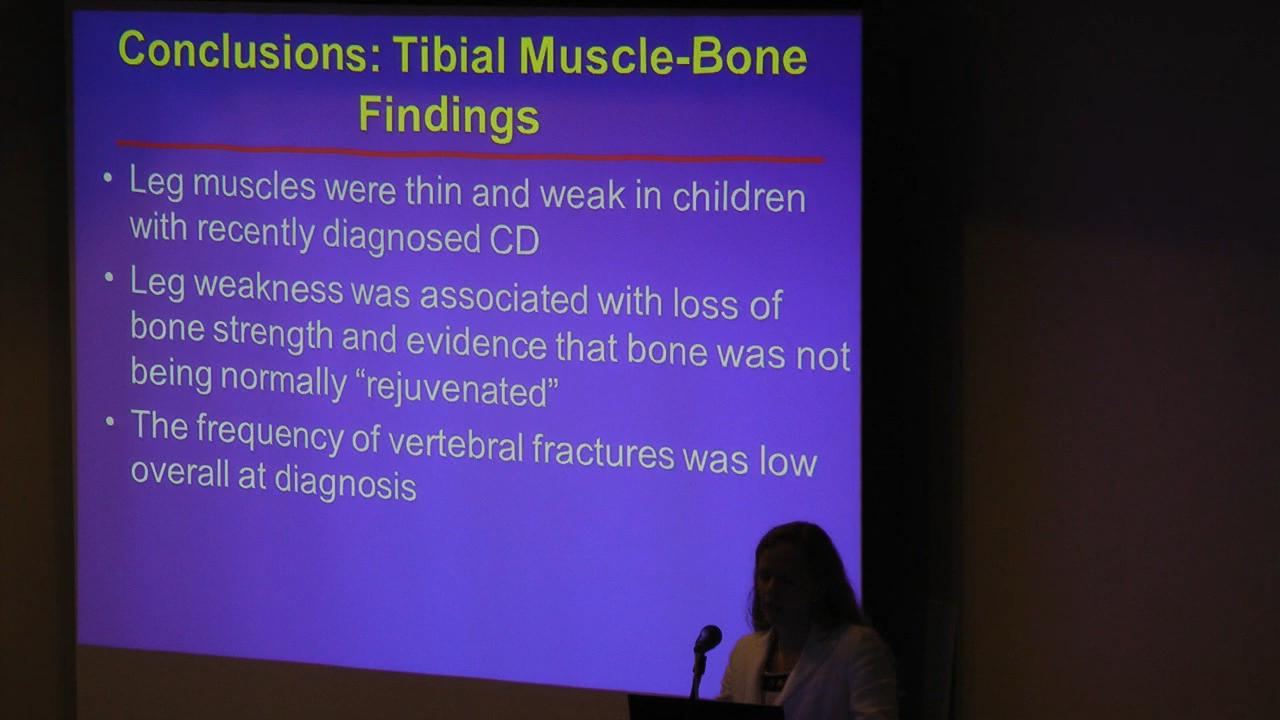 Conclusions: Tibial Muscle-Bone
Findings
• Leg muscles were thin and weak in children
with recently diagnosed CD
• Leg weakness was associated with loss of
bone strength and evidence that bone was not
being normally “rejuvenated”
• The frequency of vertebral fractures was low
overall at diagnosis